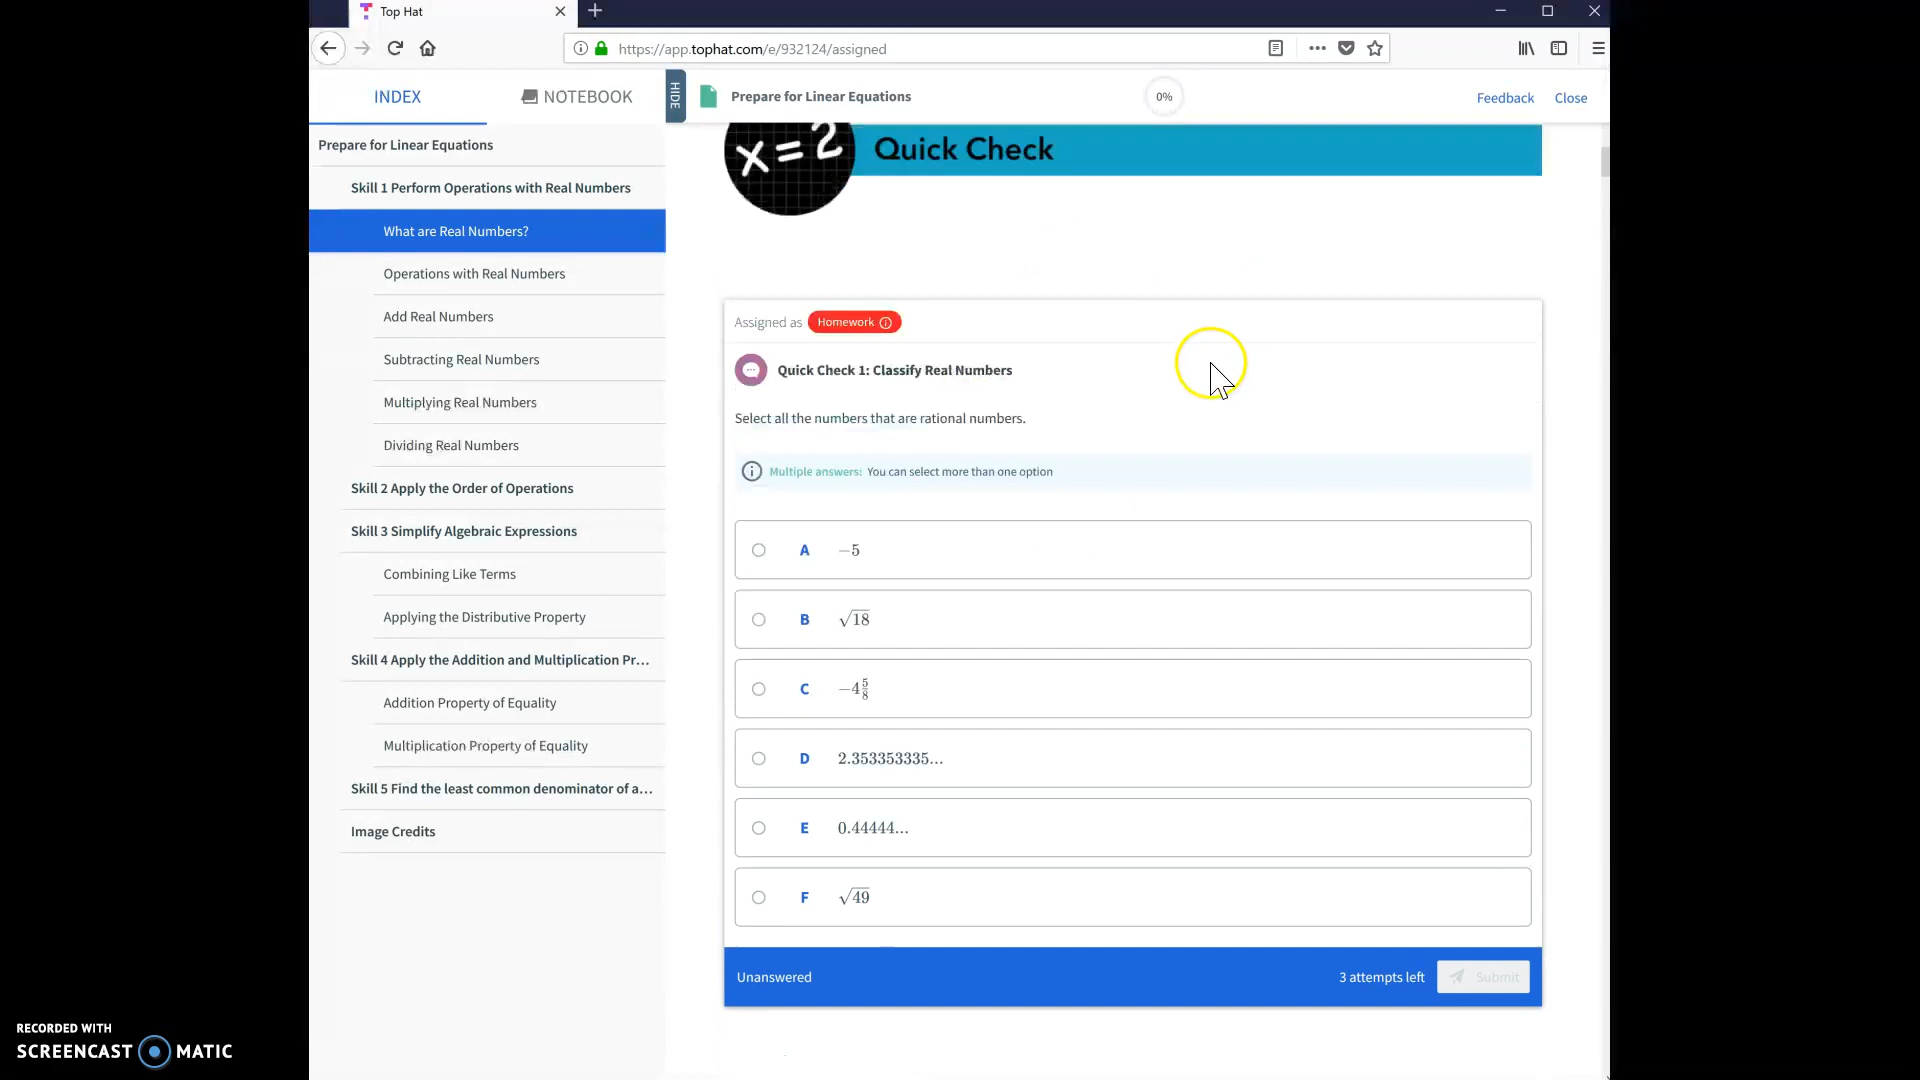 Top Hat
https://app.tophat.com/e/932124/assigned
INDEX
NOTEBOOK
HIDE
Prepare for Linear Equations
0%
Feedback
Close
Prepare for Linear Equations
Skill 1 Perform Operations with Real Numbers
What are Real Numbers?
Operations with Real Numbers
Add Real Numbers
Subtracting Real Numbers
Multiplying Real Numbers
Dividing Real Numbers
Skill 2 Apply the Order of Operations
Skill 3 Simplify Algebraic Expressions
Combining Like Terms
Applying the Distributive Property
Skill 4 Apply the Addition and Multiplication Pr...
Addition Property of Equality
Multiplication Property of Equality
Skill 5 Find the least common denominator of a...
Image Credits
x=2
Quick Check
Assigned as Homework
Quick Check 1: Classify Real Numbers
Select all the numbers that are rational numbers.
Multiple answers: You can select more than one option
A −5
B √18
C −4 5/8
D 2.353353335...
E 0.44444...
F √49
Unanswered
3 attempts left
Submit
RECORDED WITH
SCREENCAST MATIC